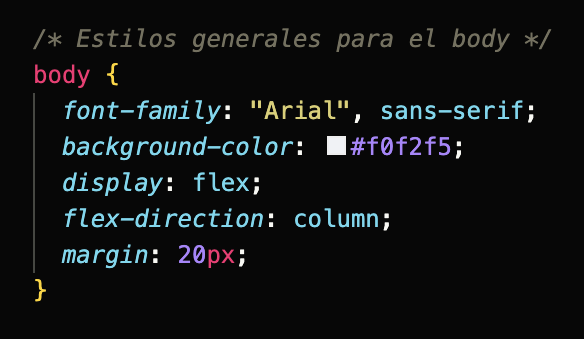 /* Estilos generales para el body */
body {
  font-family: "Arial", sans-serif;
  background-color: #f0f2f5;
  display: flex;
  flex-direction: column;
  margin: 20px;
}